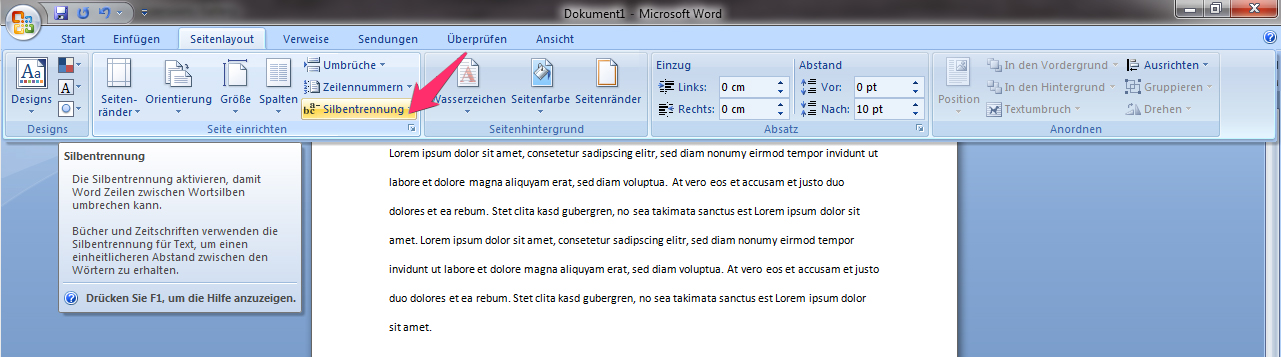 Dokument1 - Microsoft Word
Start Einfügen Seitenlayout Verweise Sendungen Überprüfen Ansicht
Aa
Designs
A
Designs
Seiten-
ränder
Orientierung
Größe
Spalten
Umbrüche
Zeilennummern
Silbentrennung
Seite einrichten
Wasserzeichen
Seitenfarbe
Seitenränder
Seitenhintergrund
Einzug
Links: 0 cm
Rechts: 0 cm
Abstand
Vor: 0 pt
Nach: 10 pt
Absatz
Position
In den Vordergrund
In den Hintergrund
Textumbruch
Ausrichten
Gruppieren
Drehen
Anordnen
Silbentrennung
Die Silbentrennung aktivieren, damit
Word Zeilen zwischen Wortsilben
umbrechen kann.
Bücher und Zeitschriften verwenden die
Silbentrennung für Text, um einen
einheitlicheren Abstand zwischen den
Wörtern zu erhalten.
Drücken Sie F1, um die Hilfe anzuzeigen.
Lorem ipsum dolor sit amet, consetetur sadipscing elitr, sed diam nonumy eirmod tempor invidunt ut
labore et dolore magna aliquyam erat, sed diam voluptua. At vero eos et accusam et justo duo
dolores et ea rebum. Stet clita kasd gubergren, no sea takimata sanctus est Lorem ipsum dolor sit
amet. Lorem ipsum dolor sit amet, consetetur sadipscing elitr, sed diam nonumy eirmod tempor
invidunt ut labore et dolore magna aliquyam erat, sed diam voluptua. At vero eos et accusam et justo
duo dolores et ea rebum. Stet clita kasd gubergren, no sea takimata sanctus est Lorem ipsum dolor
sit amet.